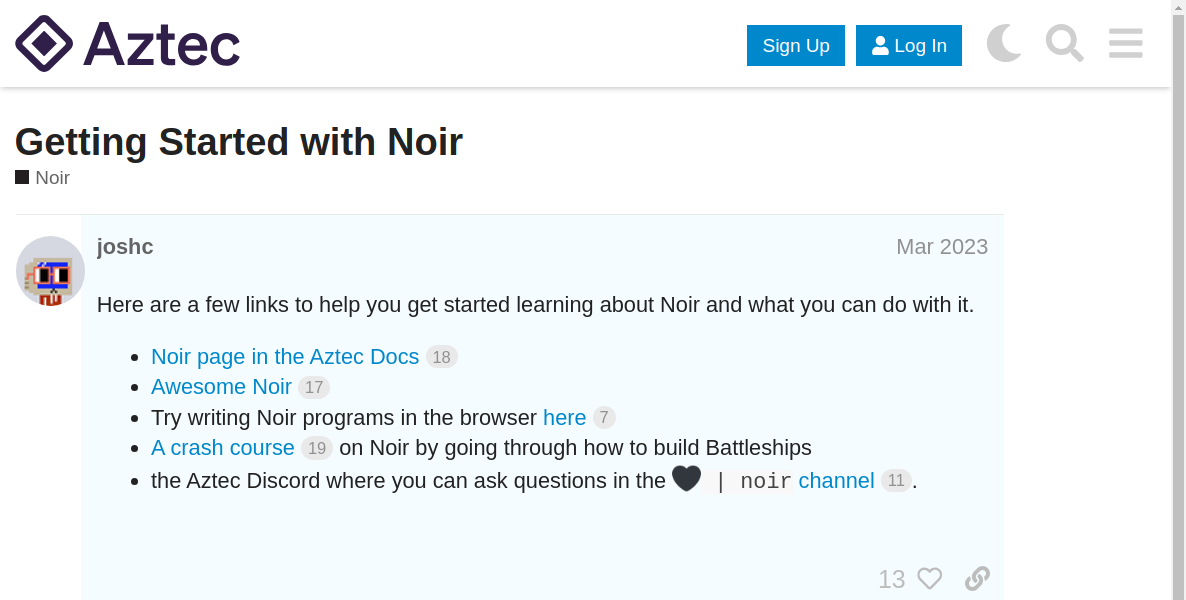 Aztec
Sign Up
Log In
Getting Started with Noir
Noir
joshc
Mar 2023
Here are a few links to help you get started learning about Noir and what you can do with it.
Noir page in the Aztec Docs 18
Awesome Noir 17
Try writing Noir programs in the browser here 7
A crash course 19 on Noir by going through how to build Battleships
the Aztec Discord where you can ask questions in the 🖤 | noir channel 11.
13